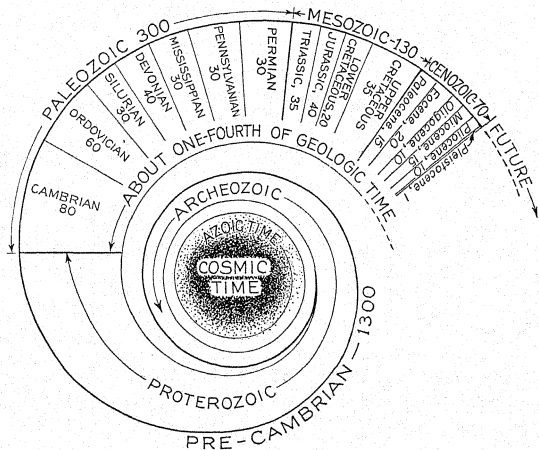 PALEOZOIC 300
MESOZOIC-130
CENOZOIC-70
FUTURE
CAMBRIAN
80
ORDOVICIAN
60
SILURIAN
30
DEVONIAN
40
MISSISSIPPIAN
30
PENNSYLVANIAN
30
PERMIAN
30
TRIASSIC, 35
JURASSIC, 40
LOWER
CRETACEOUS 20
UPPER
CRETACEOUS
35
Paleocene 15
Eocene, 20
Oligocene, 10
Miocene, 15
Pliocene, 10
Pleistocene, 1
ABOUT ONE-FOURTH OF GEOLOGIC TIME
ARCHEOZOIC
AZOIC TIME
COSMIC
TIME
PROTEROZOIC
PRE-CAMBRIAN — 1300